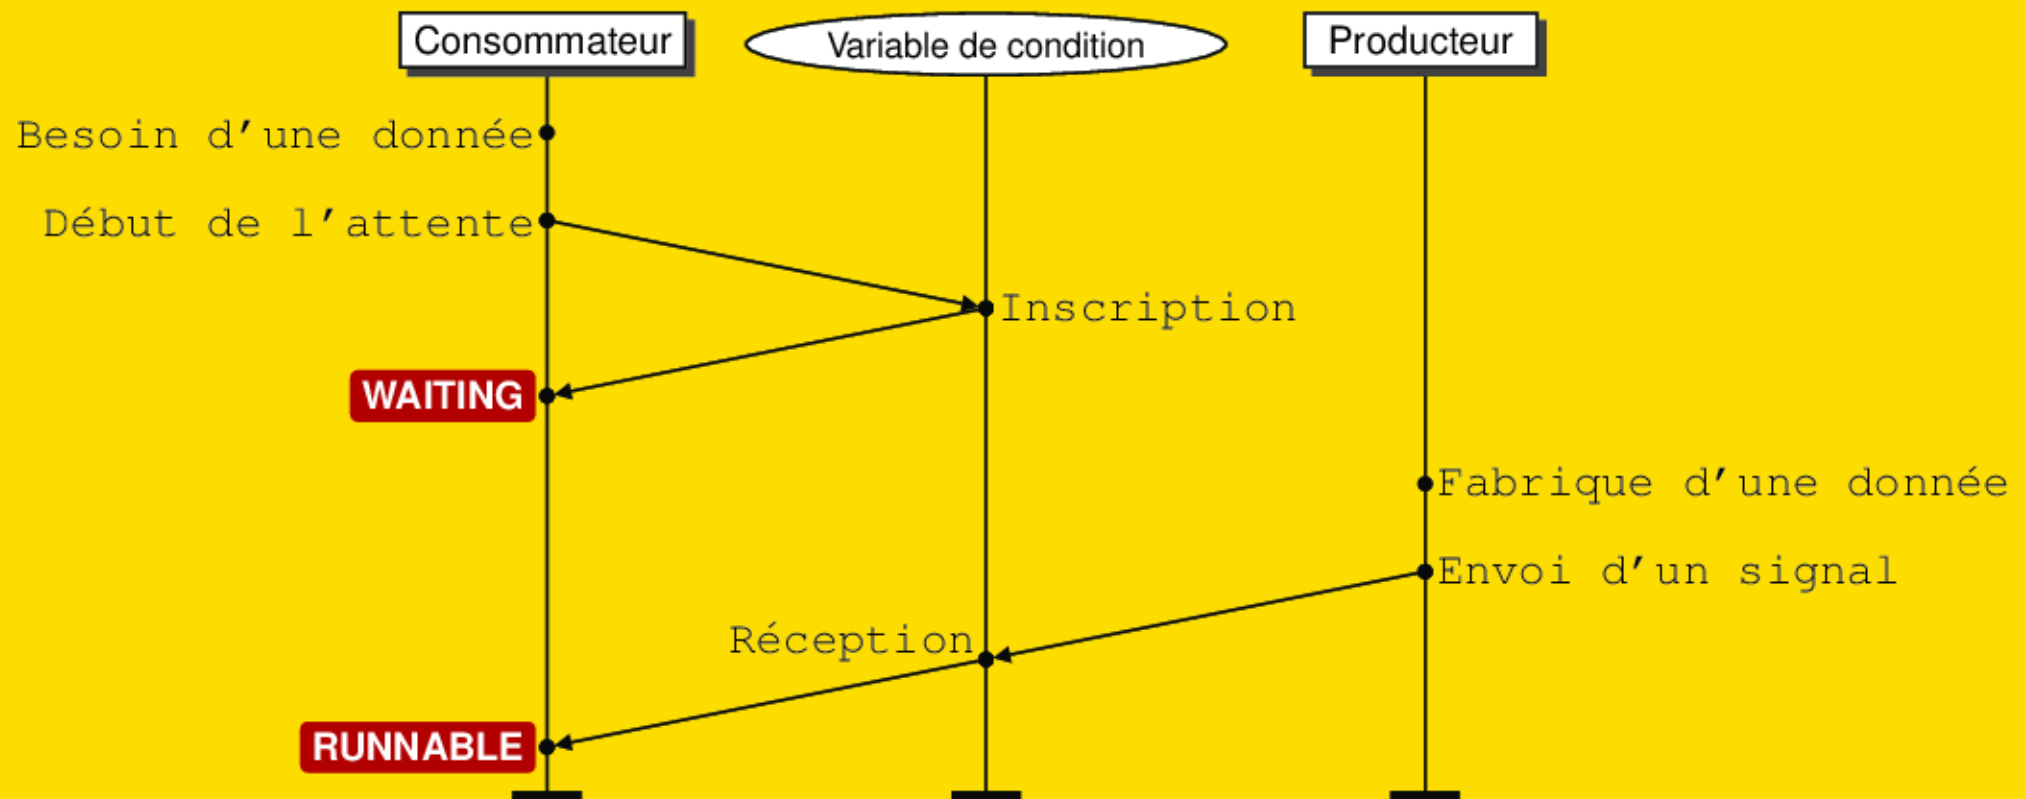 Consommateur
Variable de condition
Producteur
Besoin d’une donnée
Début de l’attente
Inscription
WAITING
Fabrique d’une donnée
Envoi d’un signal
Réception
RUNNABLE